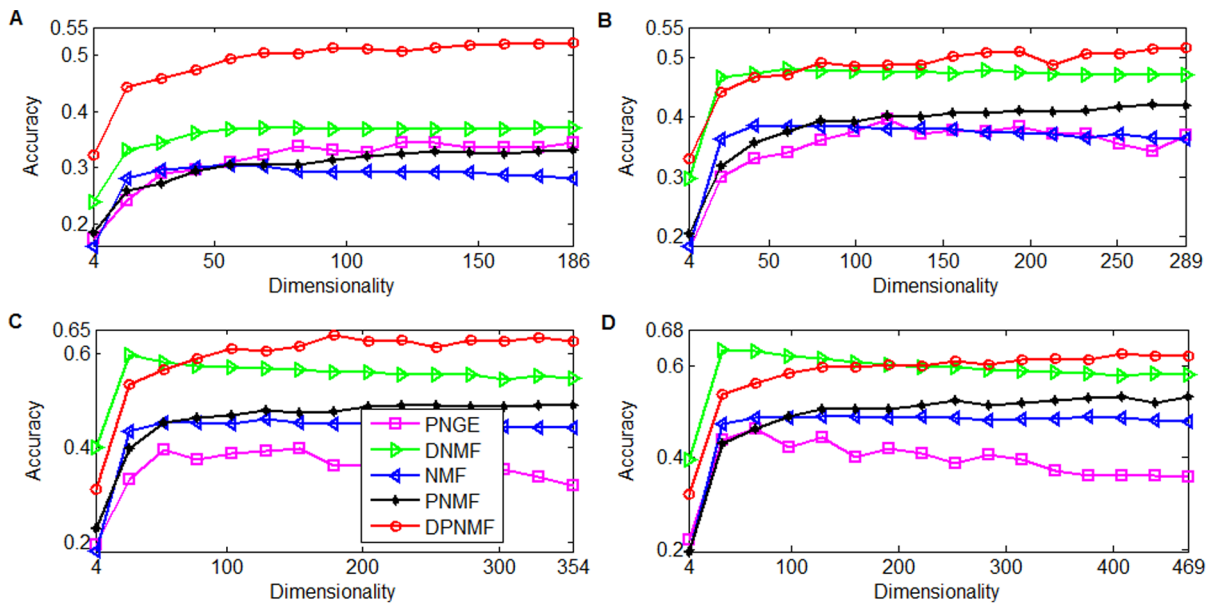 A
0.55
0.5
0.4
0.3
0.2
Accuracy
4 50 100 150 186
Dimensionality
B
0.55
0.5
0.4
0.3
0.2
Accuracy
4 50 100 150 200 250 289
Dimensionality
C
0.65
0.6
0.4
0.2
Accuracy
4 100 200 300 354
Dimensionality
PNGE
DNMF
NMF
PNMF
DPNMF
D
0.68
0.6
0.4
0.2
Accuracy
4 100 200 300 400 469
Dimensionality